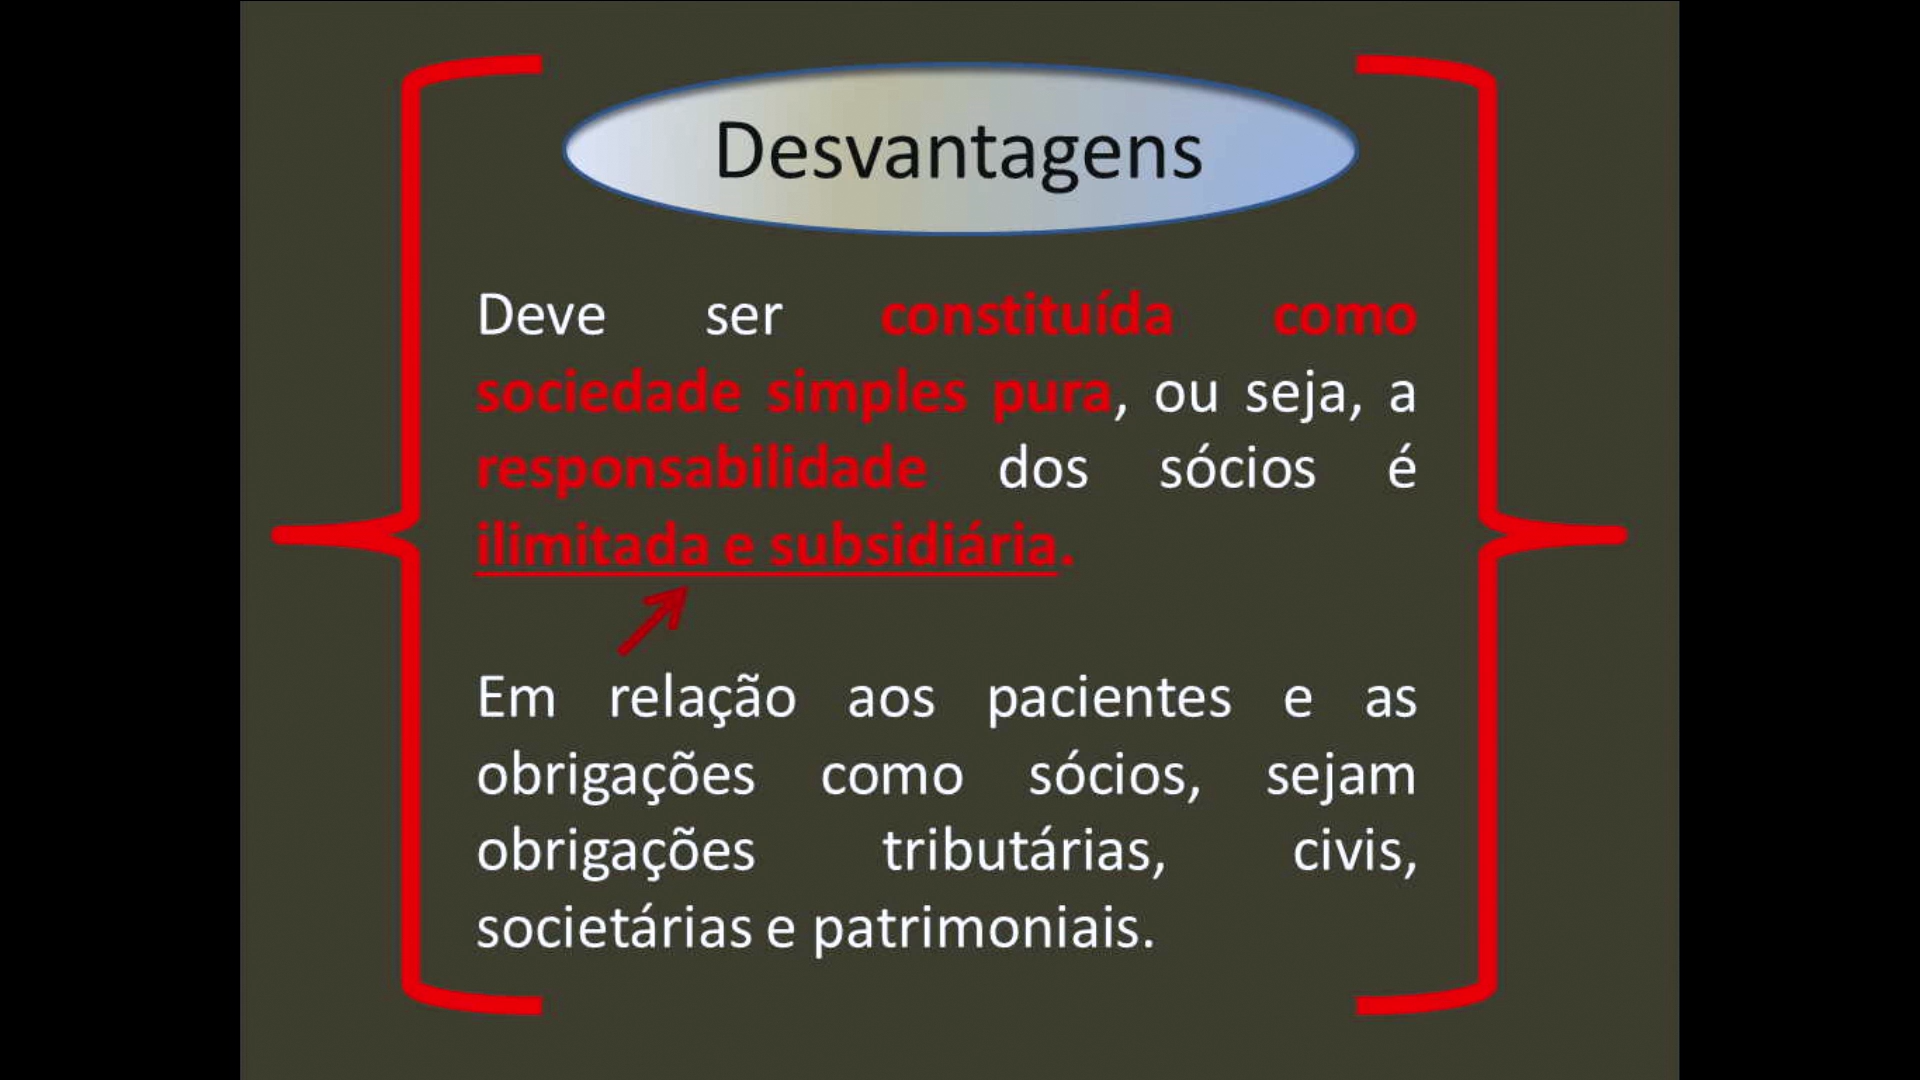 Desvantagens
Deve ser constituída como
sociedade simples pura, ou seja, a
responsabilidade dos sócios é
ilimitada e subsidiária.
Em relação aos pacientes e as
obrigações como sócios, sejam
obrigações tributárias, civis,
societárias e patrimoniais.